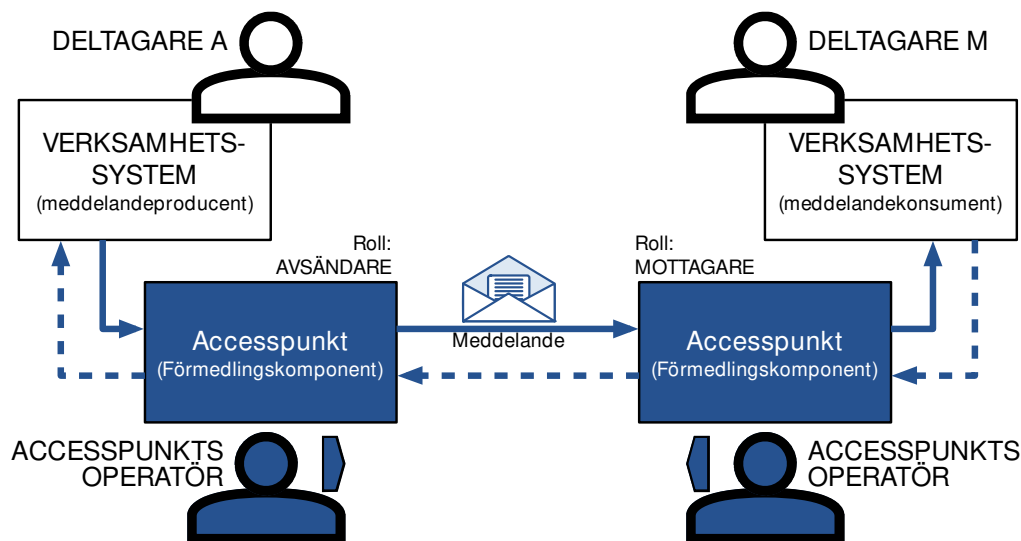 DELTAGARE A
VERKSAMHETS-
SYSTEM
(meddelandeproducent)
DELTAGARE M
VERKSAMHETS-
SYSTEM
(meddelandekonsument)
Roll:
AVSÄNDARE
Roll:
MOTTAGARE
Accesspunkt
(Förmedlingskomponent)
Meddelande
Accesspunkt
(Förmedlingskomponent)
ACCESSPUNKTS
OPERATÖR
ACCESSPUNKTS
OPERATÖR